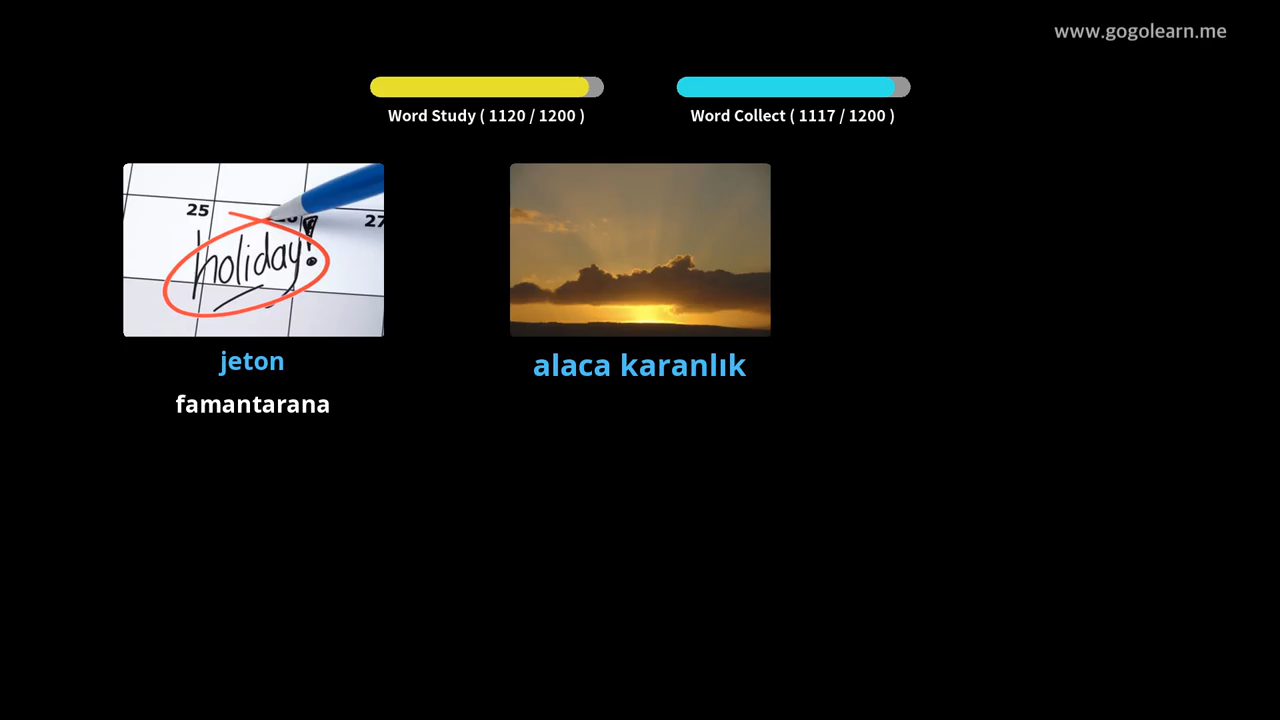 www.gogolearn.me
Word Study ( 1120 / 1200 )
Word Collect ( 1117 / 1200 )
25
27
holiday!
jeton
alaca karanlık
famantarana